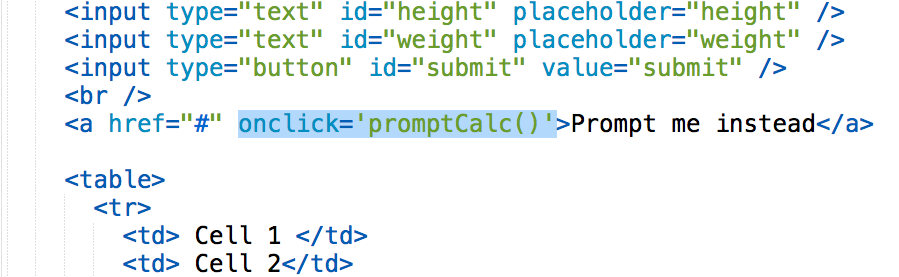 <input type="text" id="height" placeholder="height" />
<input type="text" id="weight" placeholder="weight" />
<input type="button" id="submit" value="submit" />
<br />
<a href="#" onclick='promptCalc()'>Prompt me instead</a>
<table>
<tr>
<td> Cell 1 </td>
<td> Cell 2</td>